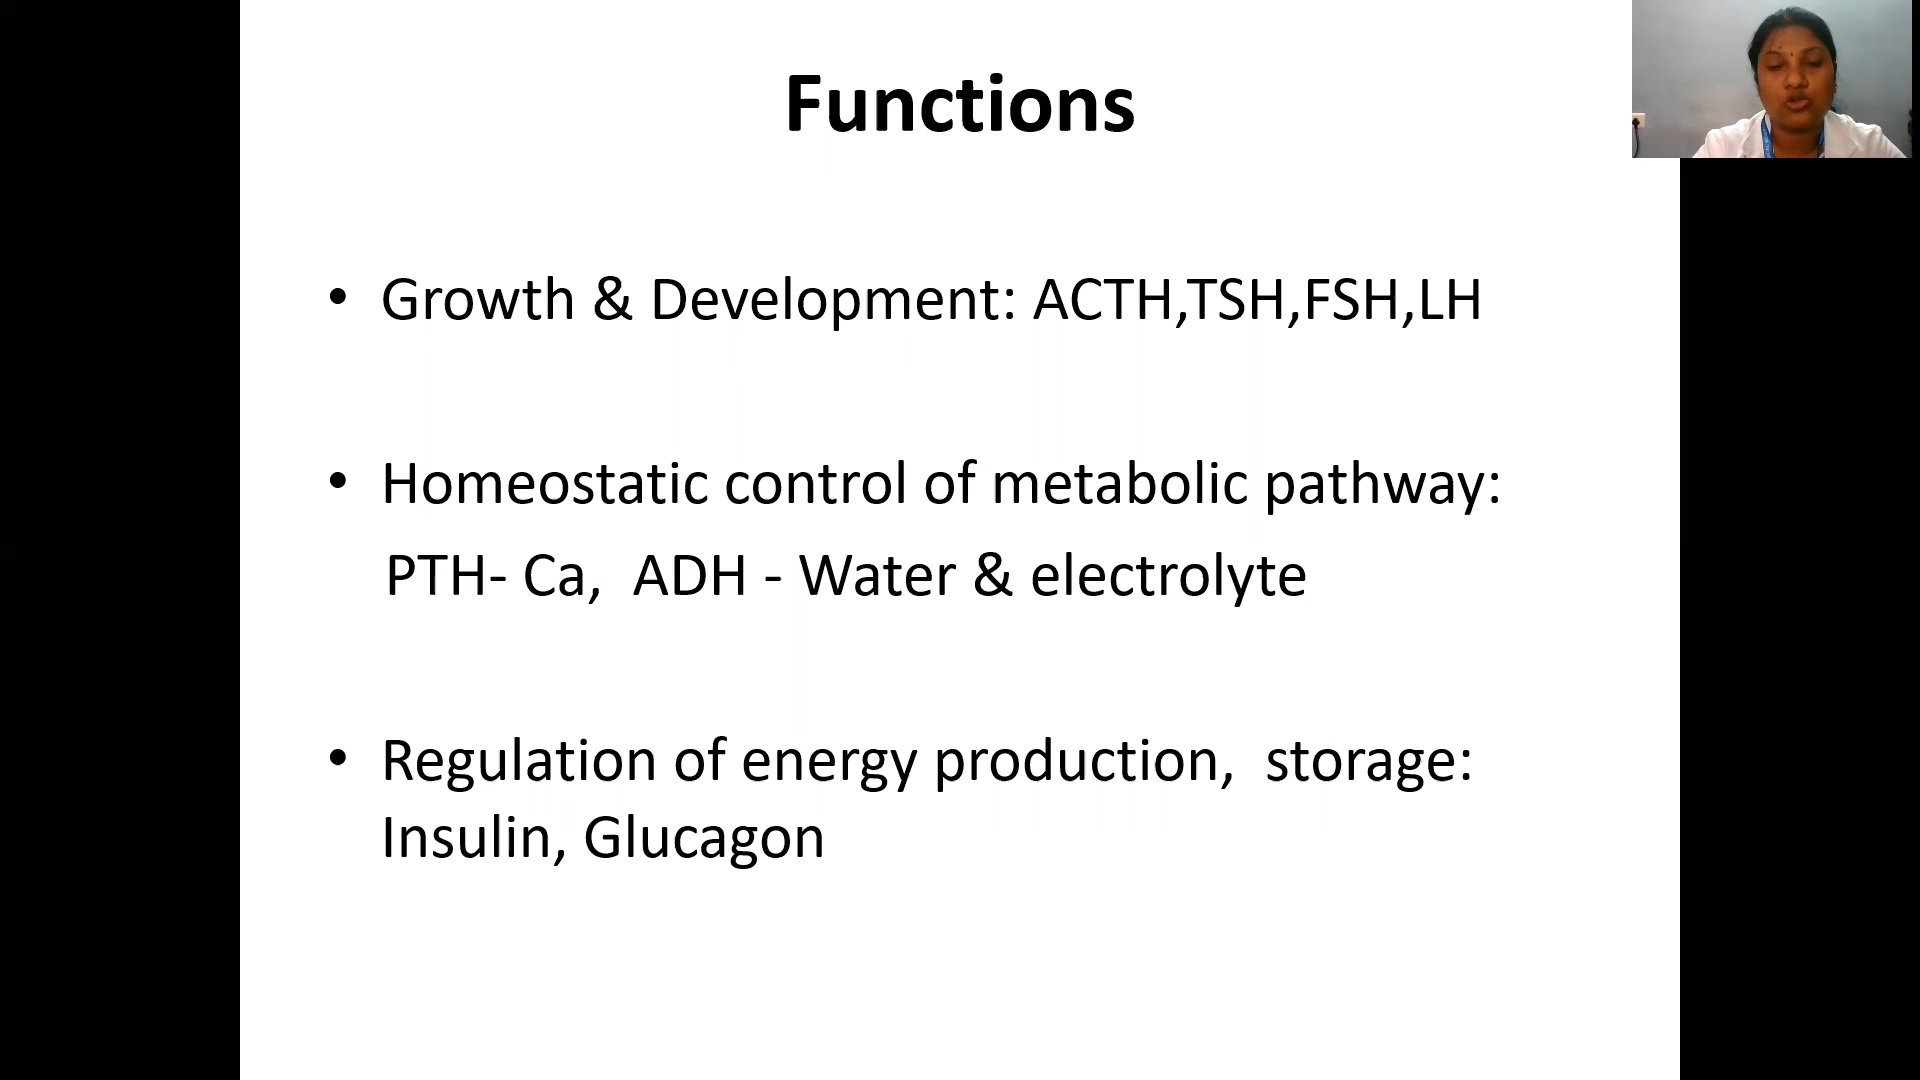 Functions
• Growth & Development: ACTH,TSH,FSH,LH
• Homeostatic control of metabolic pathway:
PTH- Ca,  ADH - Water & electrolyte
• Regulation of energy production,  storage:
Insulin, Glucagon